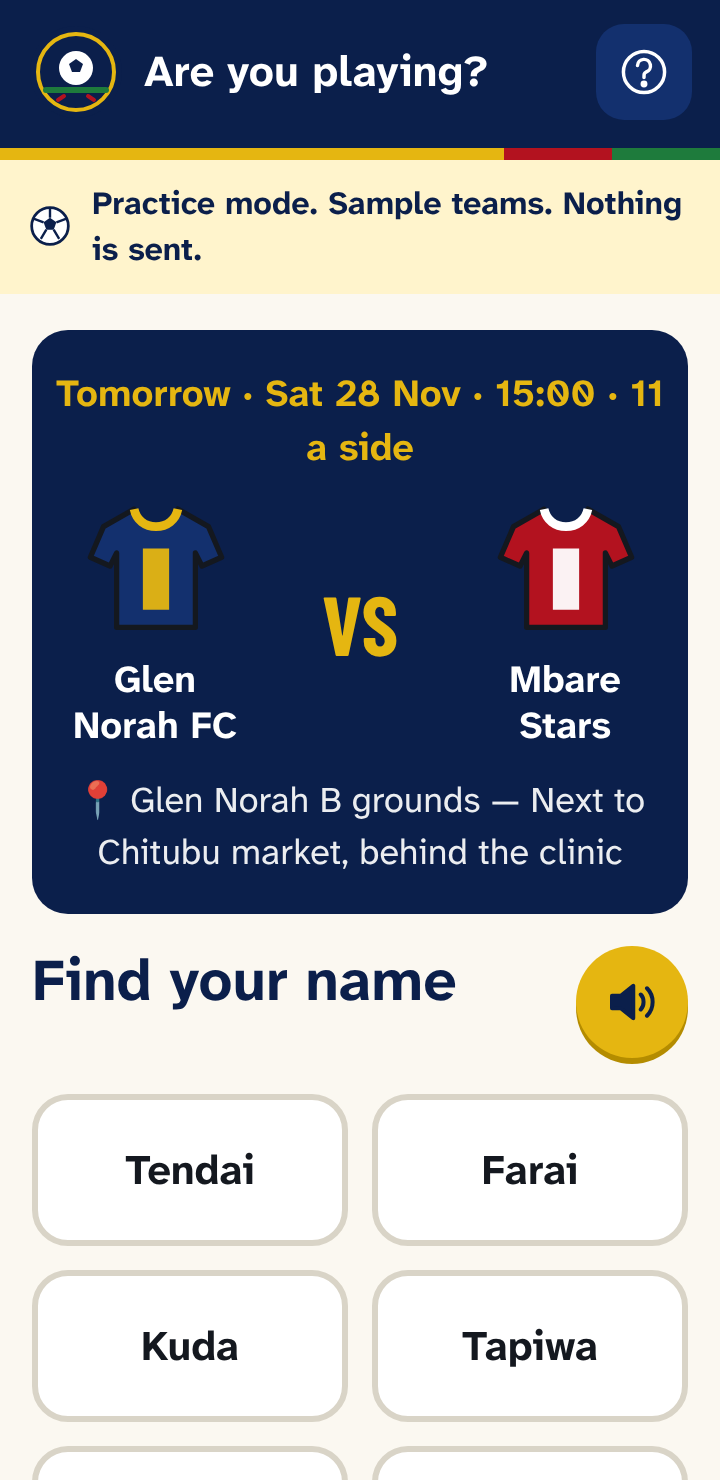 Are you playing?
Practice mode. Sample teams. Nothing
is sent.
Tomorrow · Sat 28 Nov · 15:00 · 11
a side
VS
Glen
Norah FC
Mbare
Stars
📍 Glen Norah B grounds — Next to
Chitubu market, behind the clinic
Find your name
Tendai
Farai
Kuda
Tapiwa